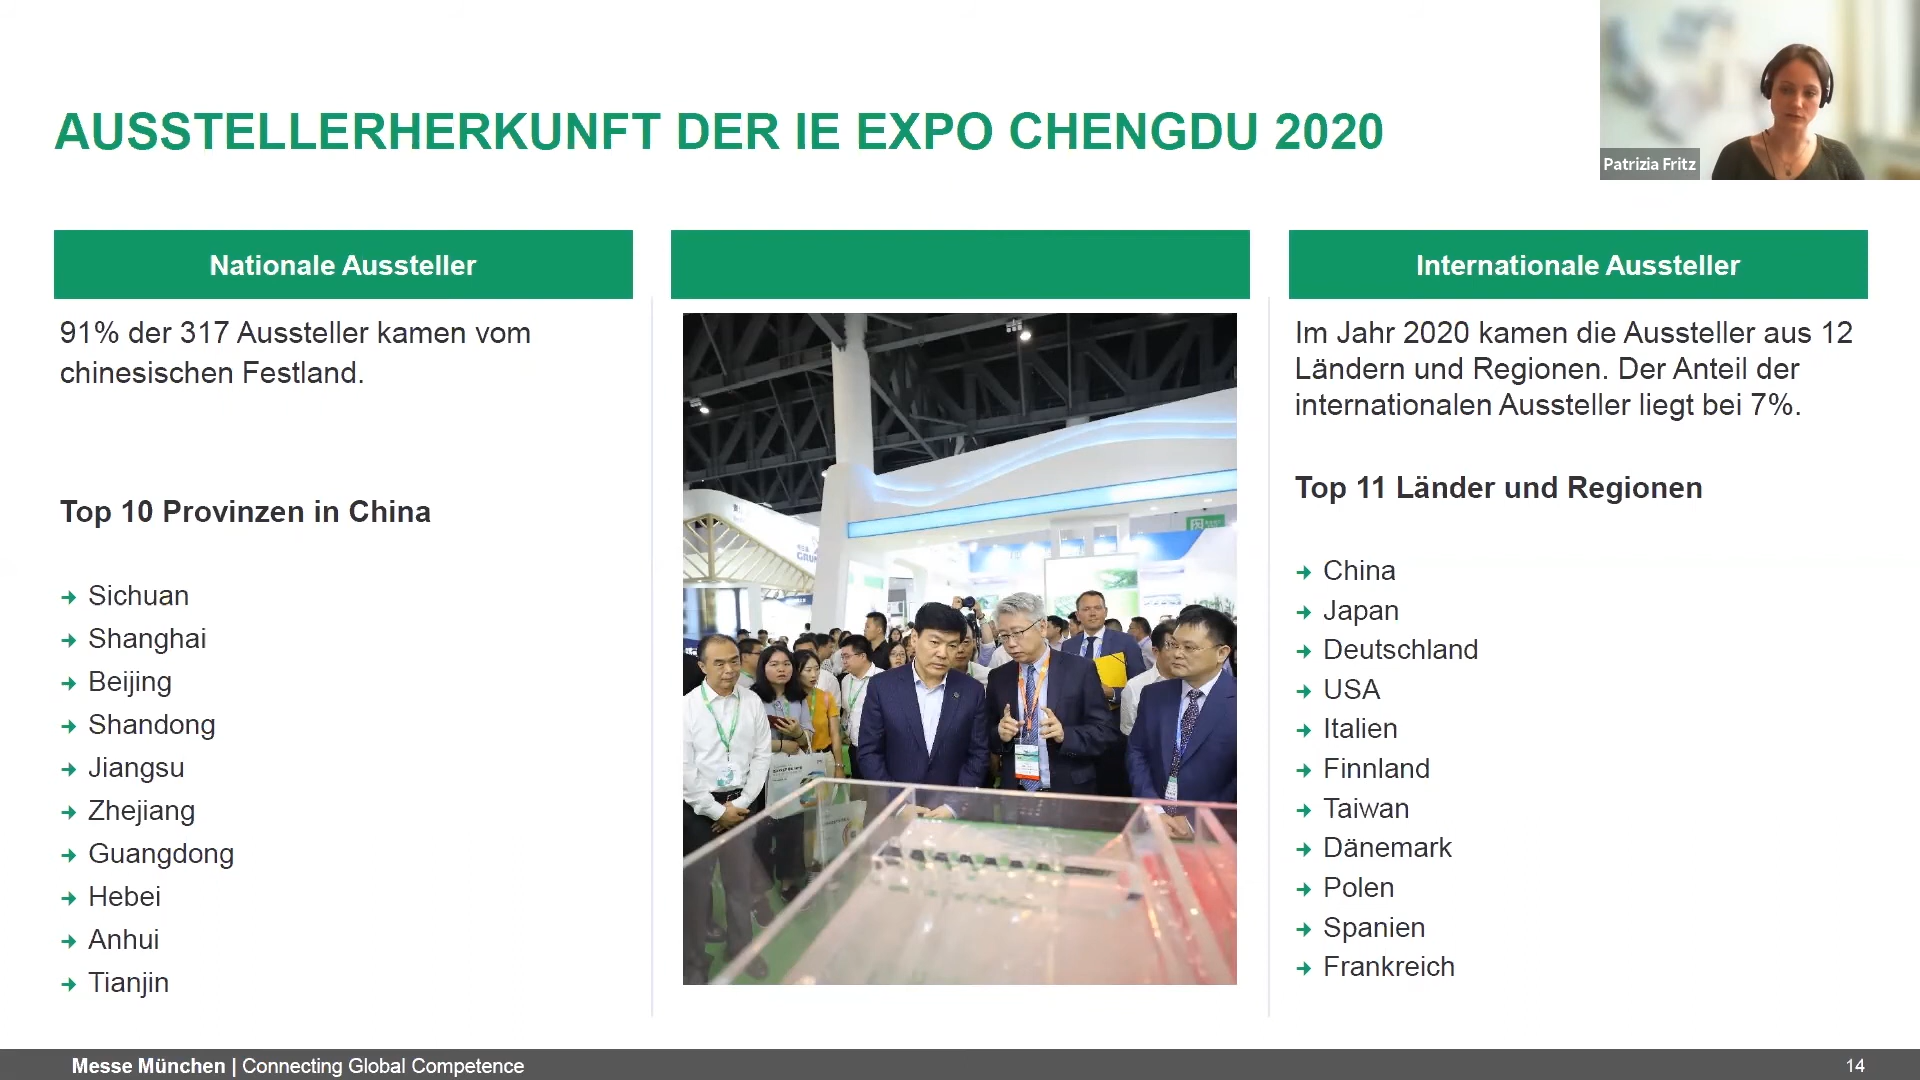 Patrizia Fritz
AUSSTELLERHERKUNFT DER IE EXPO CHENGDU 2020
Nationale Aussteller
91% der 317 Aussteller kamen vom
chinesischen Festland.
Top 10 Provinzen in China
Sichuan
Shanghai
Beijing
Shandong
Jiangsu
Zhejiang
Guangdong
Hebei
Anhui
Tianjin
Internationale Aussteller
Im Jahr 2020 kamen die Aussteller aus 12
Ländern und Regionen. Der Anteil der
internationalen Aussteller liegt bei 7%.
Top 11 Länder und Regionen
China
Japan
Deutschland
USA
Italien
Finnland
Taiwan
Dänemark
Polen
Spanien
Frankreich
Messe München | Connecting Global Competence
14